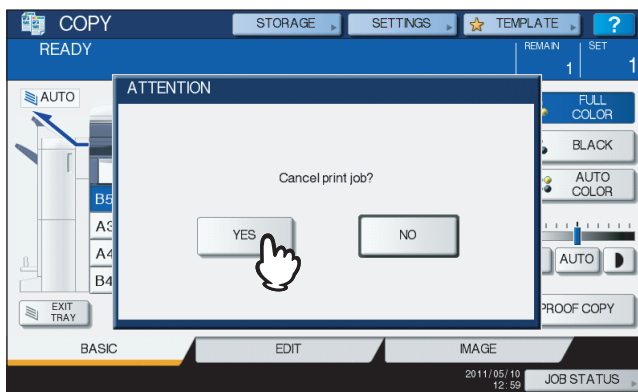 COPY
STORAGE
SETTINGS
TEMPLATE
?
READY
REMAIN
SET
1
1
AUTO
ATTENTION
FULL
COLOR
BLACK
Cancel print job?
AUTO
COLOR
B5
YES
NO
A3
A4
AUTO
B4
EXIT
TRAY
PROOF COPY
BASIC
EDIT
IMAGE
2011/05/10
12:59
JOB STATUS